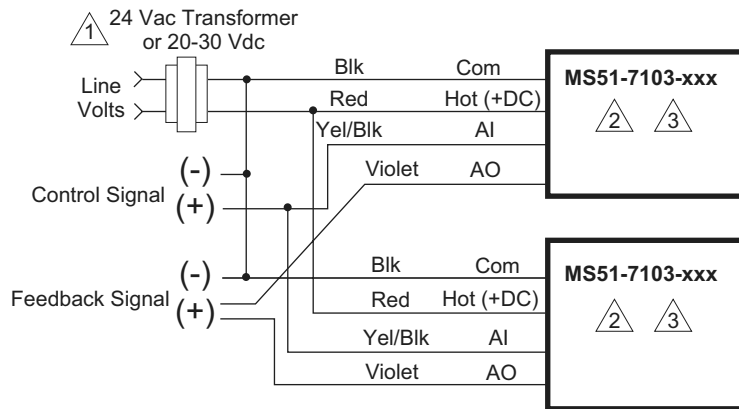 1
24 Vac Transformer
or 20-30 Vdc
Line
Volts
Blk Com
Red Hot (+DC)
Yel/Blk AI
Violet AO
MS51-7103-xxx
2 3
Control Signal
(-)
(+)
Feedback Signal
(-)
(+)
Blk Com
Red Hot (+DC)
Yel/Blk AI
Violet AO
MS51-7103-xxx
2 3